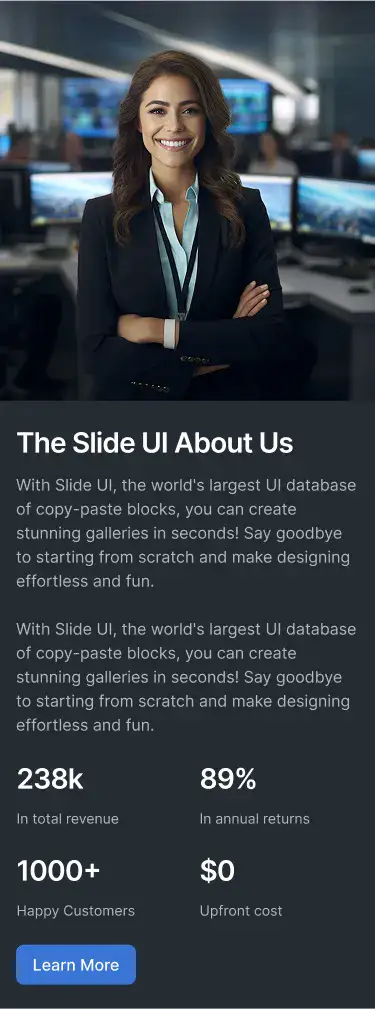 The Slide UI About Us
With Slide UI, the world's largest UI database
of copy-paste blocks, you can create
stunning galleries in seconds! Say goodbye
to starting from scratch and make designing
effortless and fun.
With Slide UI, the world's largest UI database
of copy-paste blocks, you can create
stunning galleries in seconds! Say goodbye
to starting from scratch and make designing
effortless and fun.
238k
In total revenue
89%
In annual returns
1000+
Happy Customers
$0
Upfront cost
Learn More